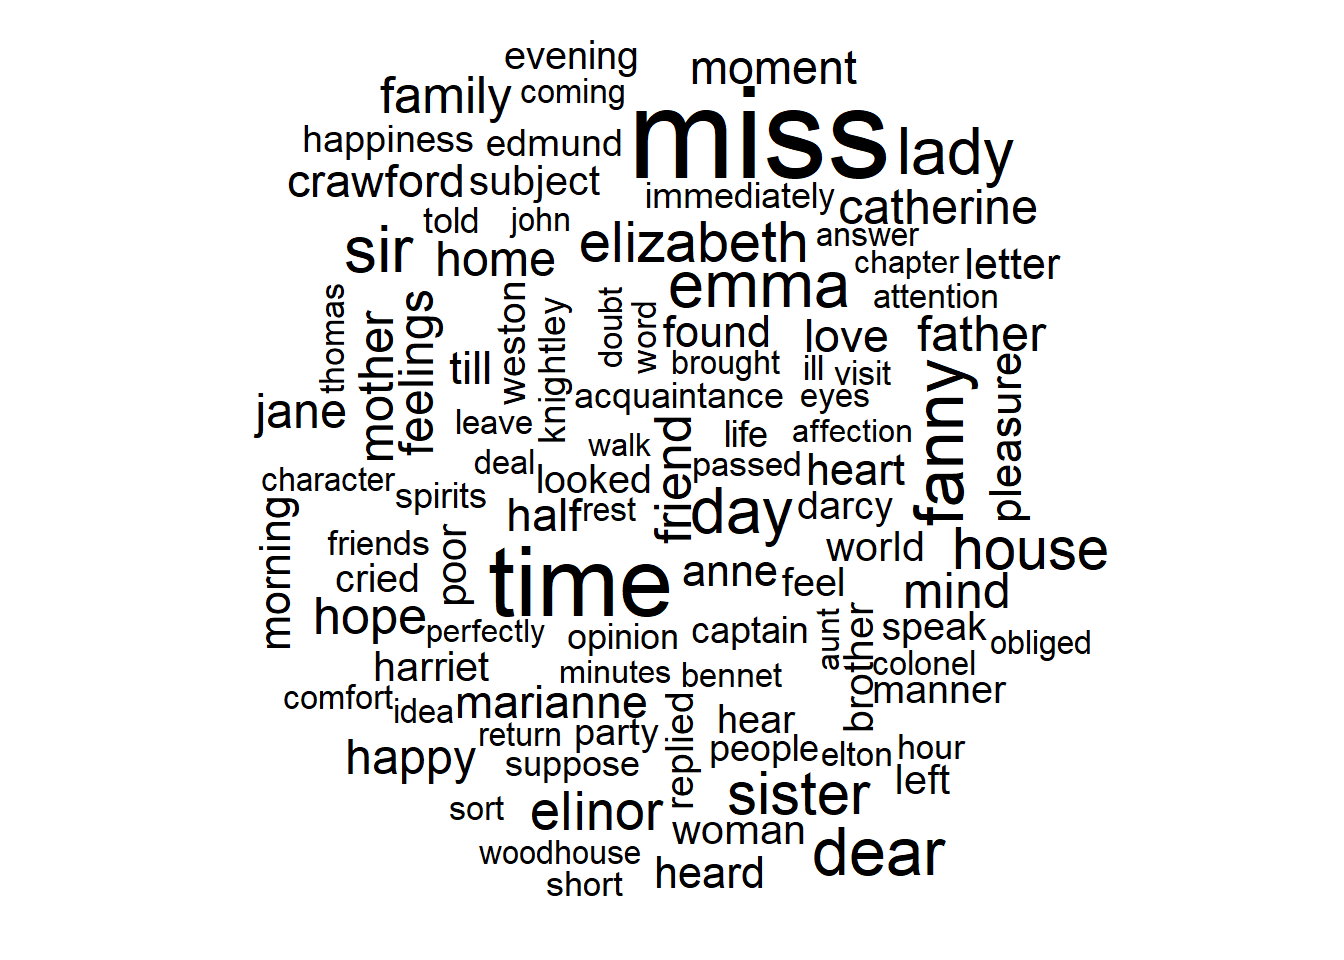 evening
moment
family
coming
miss
happiness
edmund
lady
crawford
subject
immediately
catherine
told
john
sir
home
elizabeth
answer
chapter
letter
emma
attention
thomas
mother
feelings
till
weston
knightley
doubt
word
found
love
father
brought
ill
visit
fanny
pleasure
jane
leave
acquaintance
eyes
friend
life
affection
walk
character
spirits
deal
looked
passed
heart
morning
half
rest
day
darcy
friends
cried
poor
time
anne
feel
world
house
mind
hope
perfectly
opinion
captain
aunt
brother
speak
obliged
harriet
minutes
bennet
colonel
manner
comfort
idea
marianne
replied
hear
return
party
people
elton
hour
happy
suppose
left
sort
elinor
sister
woman
dear
woodhouse
short
heard